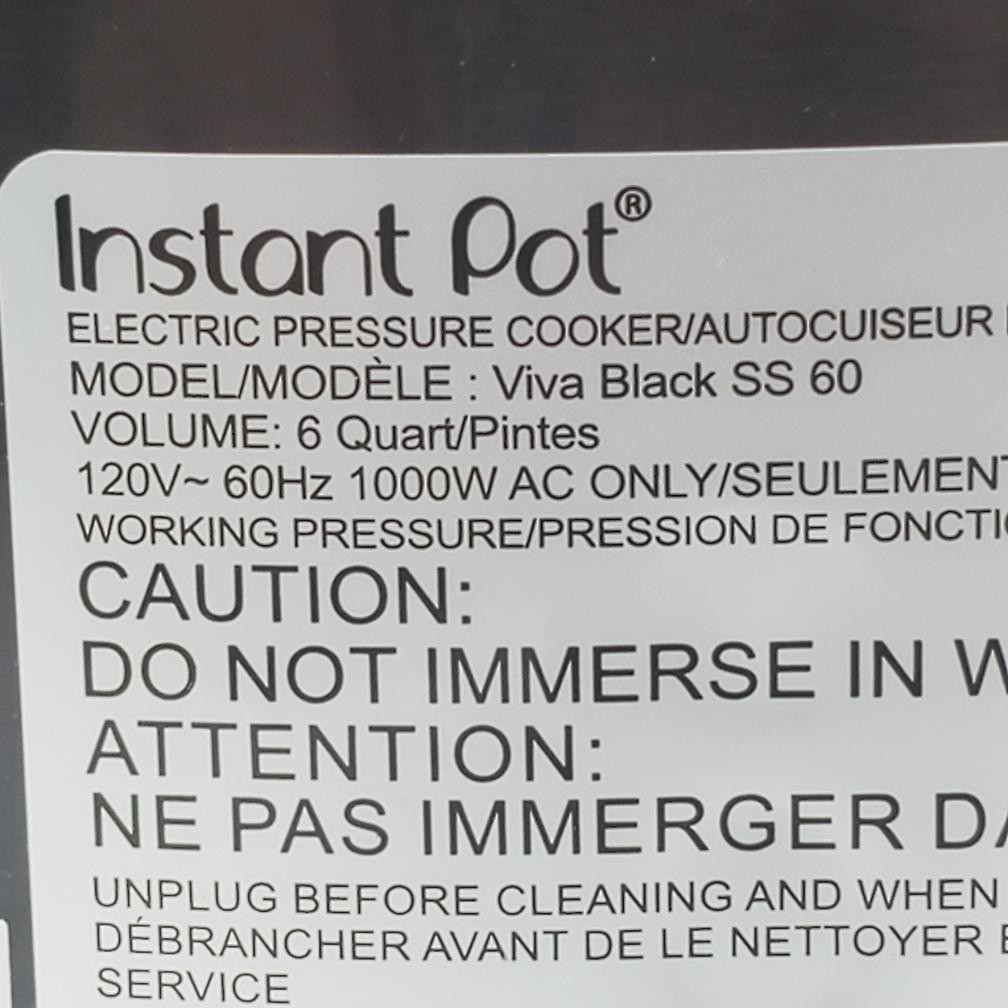 Instant Pot®
ELECTRIC PRESSURE COOKER/AUTOCUISEUR
MODEL/MODÈLE : Viva Black SS 60
VOLUME: 6 Quart/Pintes
120V~ 60Hz 1000W AC ONLY/SEULEMENT
WORKING PRESSURE/PRESSION DE
CAUTION:
DO NOT IMMERSE IN
ATTENTION:
NE PAS IMMERGER
UNPLUG BEFORE CLEANING AND WHEN
DÉBRANCHER AVANT DE LE NETTOYER
SERVICE